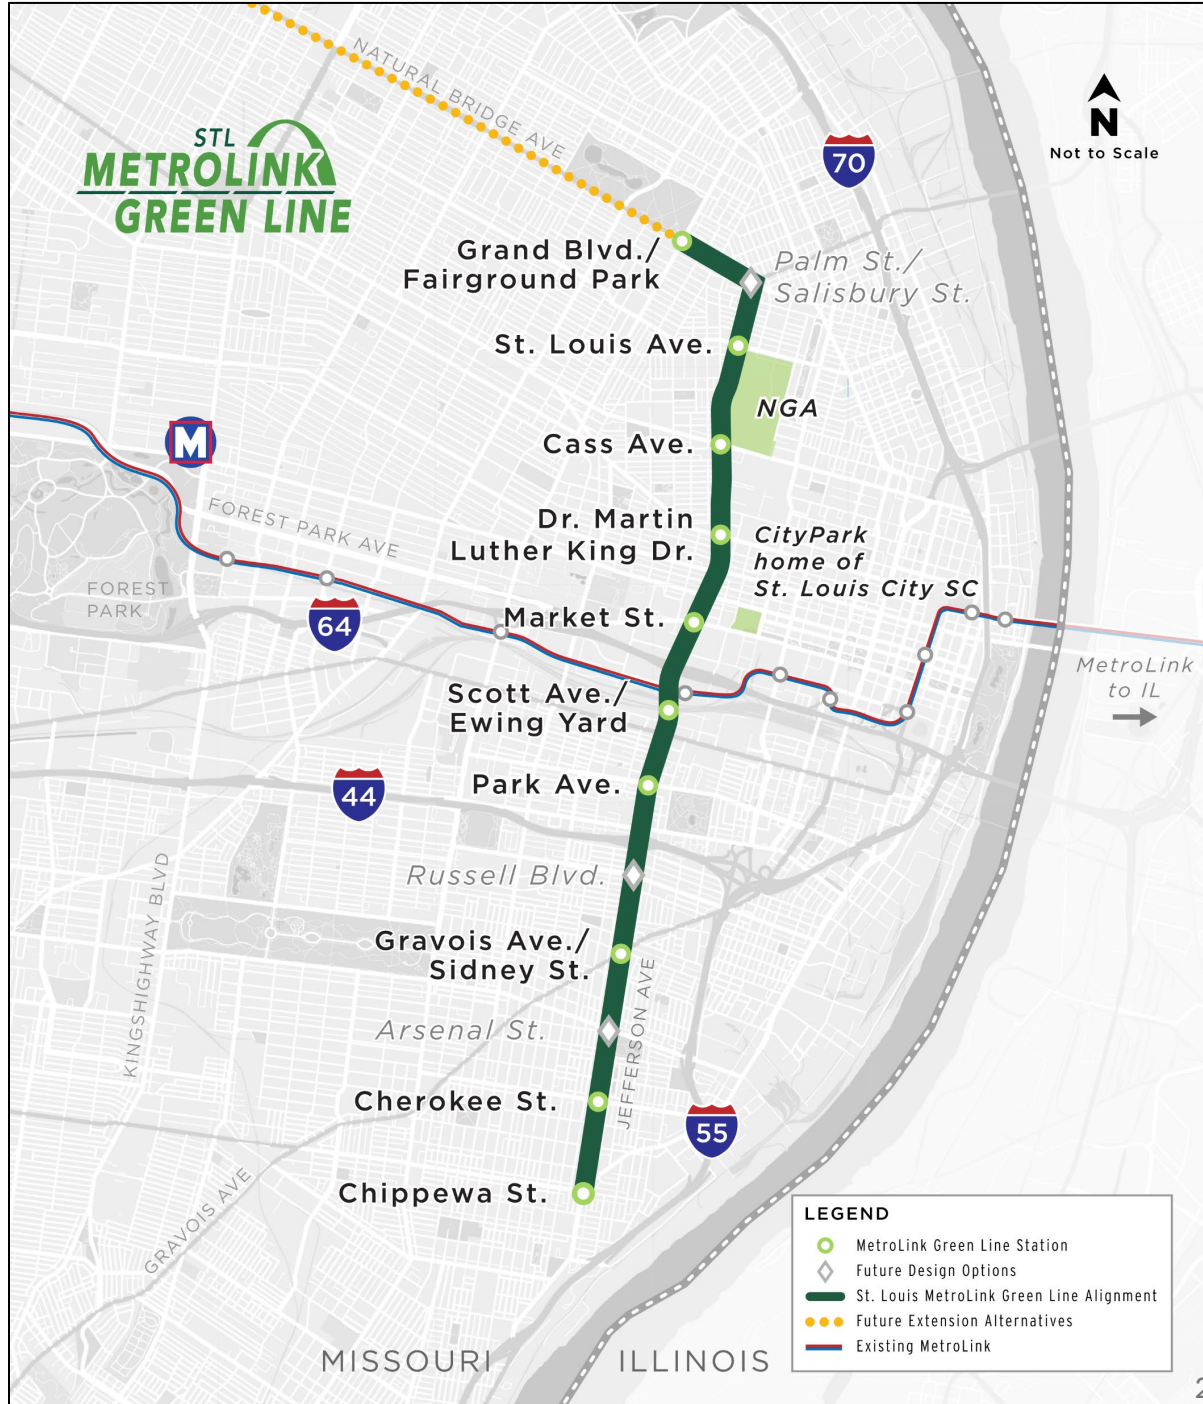 NATURAL BRIDGE AVE
STL
METROLINK
GREEN LINE
N
Not to Scale
70
Grand Blvd./
Fairground Park
Palm St./
Salisbury St.
St. Louis Ave.
NGA
Cass Ave.
M
FOREST PARK AVE
Dr. Martin
Luther King Dr.
CityPark
home of
St. Louis City SC
FOREST
PARK
64
Market St.
MetroLink
to IL
Scott Ave./
Ewing Yard
44
Park Ave.
Russell Blvd.
KINGSHIGHWAY BLVD
Gravois Ave./
Sidney St.
JEFFERSON AVE
Arsenal St.
Cherokee St.
55
Chippewa St.
GRAVOIS AVE
LEGEND
MetroLink Green Line Station
Future Design Options
St. Louis MetroLink Green Line Alignment
Future Extension Alternatives
Existing MetroLink
MISSOURI
ILLINOIS
2